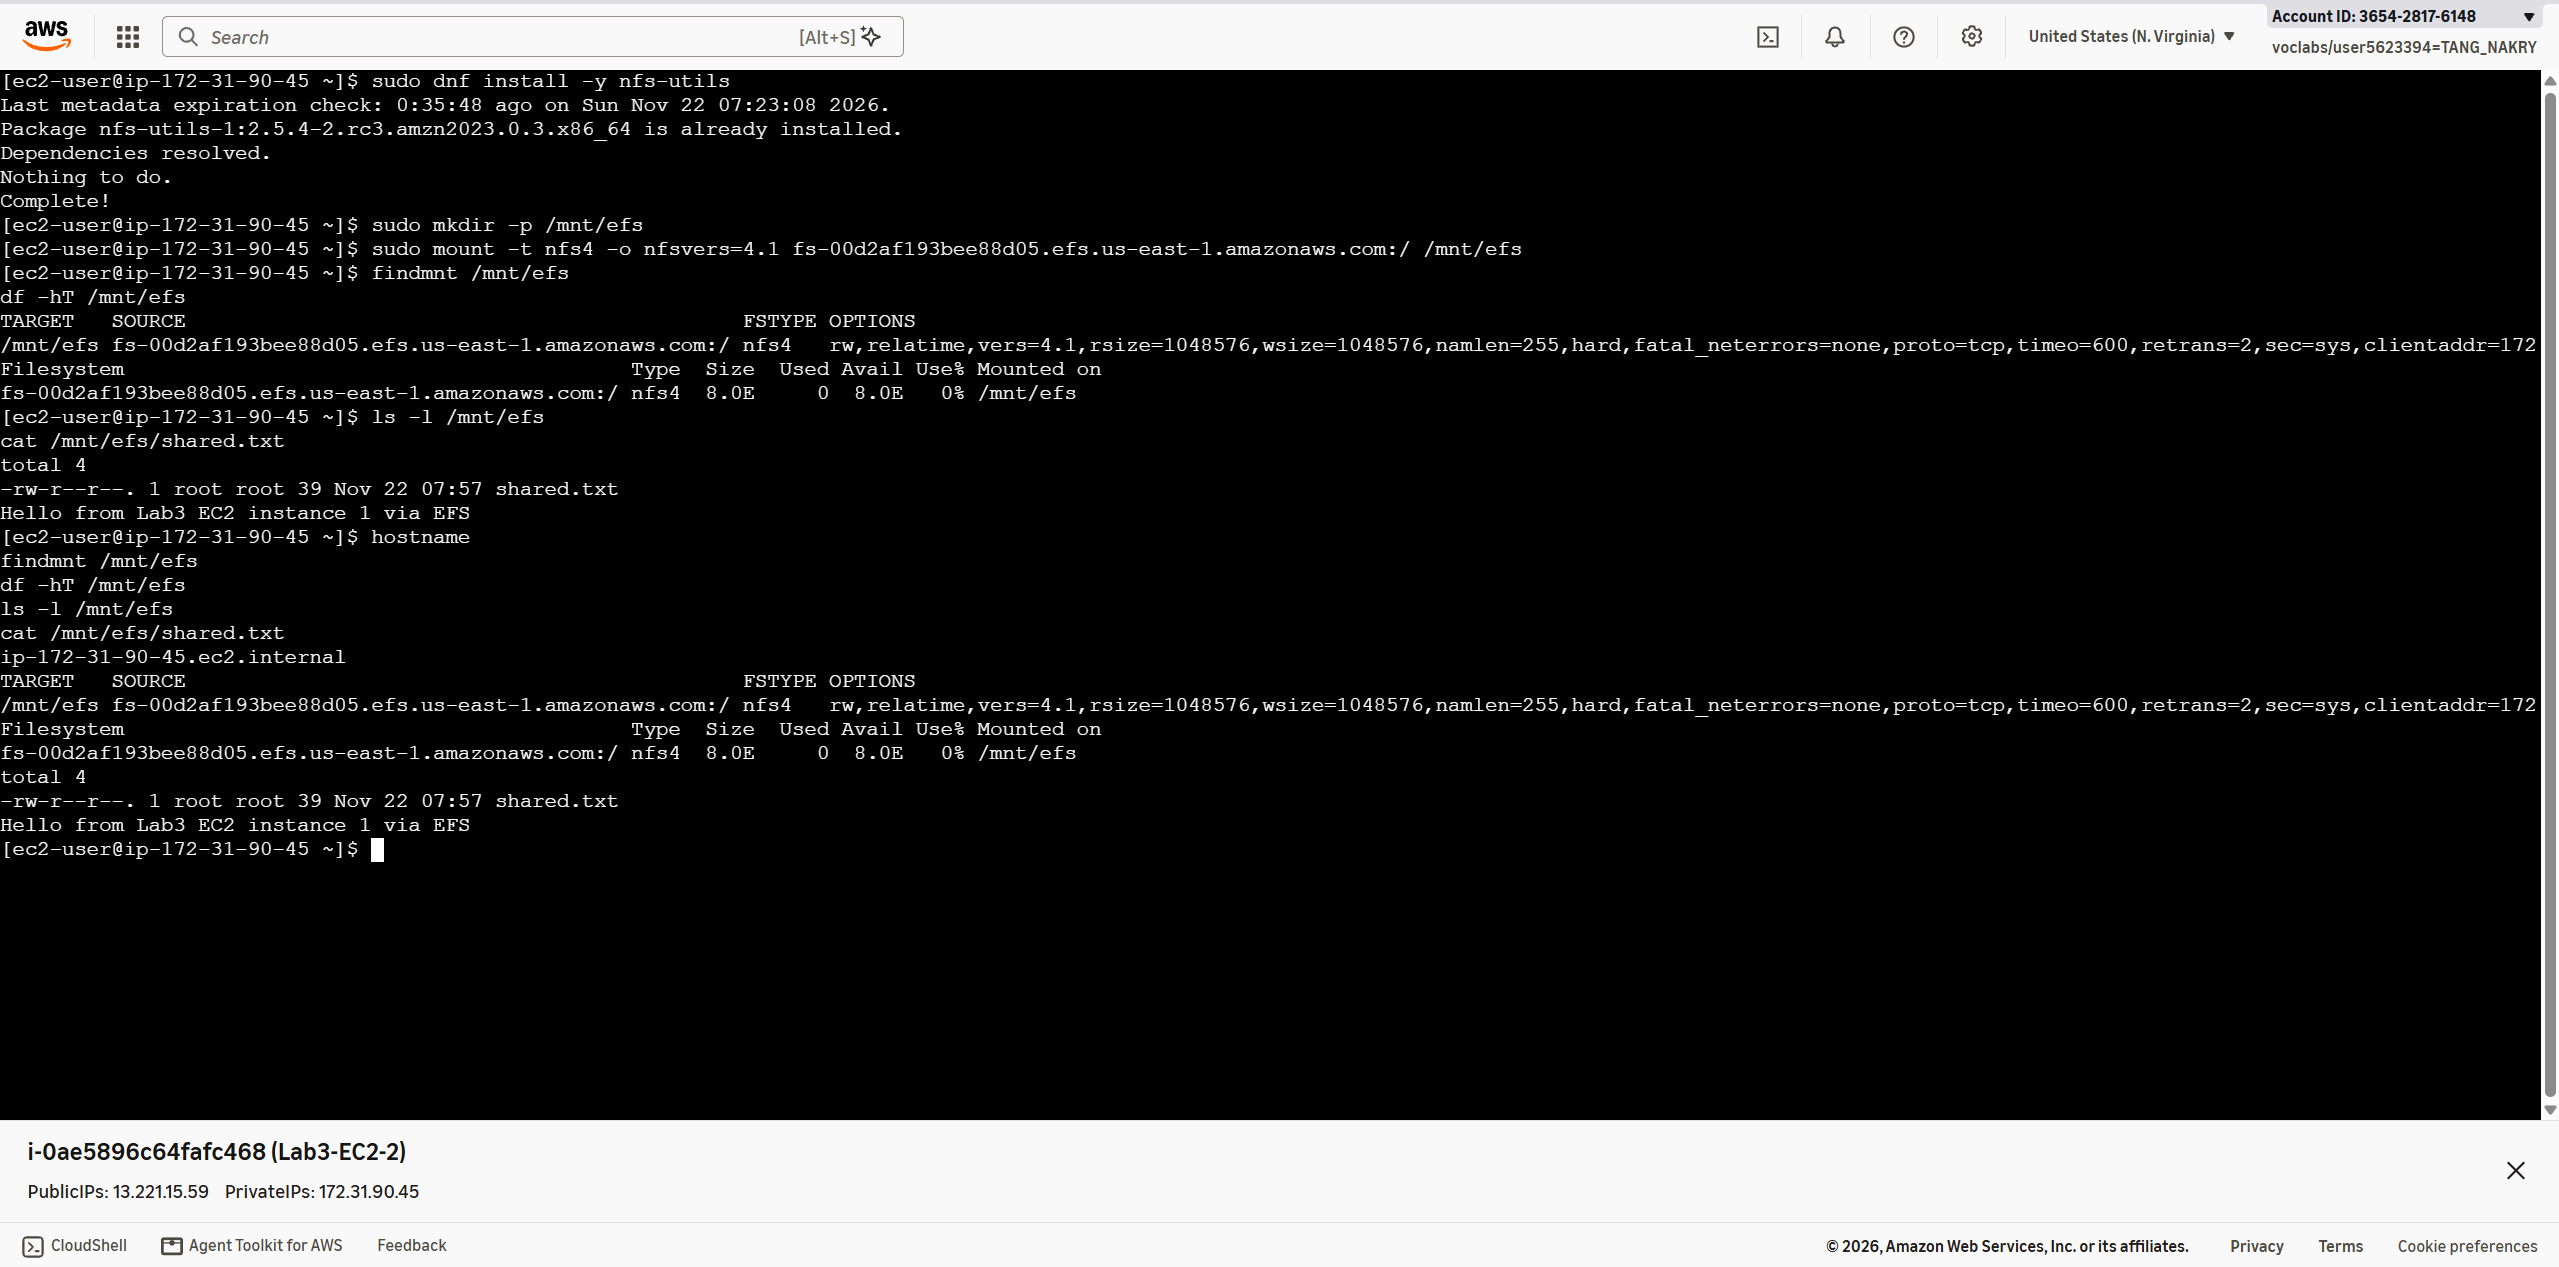 aws
Search [Alt+S]
United States (N. Virginia)
Account ID: 3654-2817-6148
voclabs/user5623394=TANG_NAKRY
[ec2-user@ip-172-31-90-45 ~]$ sudo dnf install -y nfs-utils
Last metadata expiration check: 0:35:48 ago on Sun Nov 22 07:23:08 2026.
Package nfs-utils-1:2.5.4-2.rc3.amzn2023.0.3.x86_64 is already installed.
Dependencies resolved.
Nothing to do.
Complete!
[ec2-user@ip-172-31-90-45 ~]$ sudo mkdir -p /mnt/efs
[ec2-user@ip-172-31-90-45 ~]$ sudo mount -t nfs4 -o nfsvers=4.1 fs-00d2af193bee88d05.efs.us-east-1.amazonaws.com:/ /mnt/efs
[ec2-user@ip-172-31-90-45 ~]$ findmnt /mnt/efs
df -hT /mnt/efs
TARGET   SOURCE                                             FSTYPE OPTIONS
/mnt/efs fs-00d2af193bee88d05.efs.us-east-1.amazonaws.com:/ nfs4   rw,relatime,vers=4.1,rsize=1048576,wsize=1048576,namlen=255,hard,fatal_neterrors=none,proto=tcp,timeo=600,retrans=2,sec=sys,clientaddr=172
Filesystem                                         Type  Size  Used Avail Use% Mounted on
fs-00d2af193bee88d05.efs.us-east-1.amazonaws.com:/ nfs4  8.0E     0  8.0E   0% /mnt/efs
[ec2-user@ip-172-31-90-45 ~]$ ls -l /mnt/efs
cat /mnt/efs/shared.txt
total 4
-rw-r--r--. 1 root root 39 Nov 22 07:57 shared.txt
Hello from Lab3 EC2 instance 1 via EFS
[ec2-user@ip-172-31-90-45 ~]$ hostname
findmnt /mnt/efs
df -hT /mnt/efs
ls -l /mnt/efs
cat /mnt/efs/shared.txt
ip-172-31-90-45.ec2.internal
TARGET   SOURCE                                             FSTYPE OPTIONS
/mnt/efs fs-00d2af193bee88d05.efs.us-east-1.amazonaws.com:/ nfs4   rw,relatime,vers=4.1,rsize=1048576,wsize=1048576,namlen=255,hard,fatal_neterrors=none,proto=tcp,timeo=600,retrans=2,sec=sys,clientaddr=172
Filesystem                                         Type  Size  Used Avail Use% Mounted on
fs-00d2af193bee88d05.efs.us-east-1.amazonaws.com:/ nfs4  8.0E     0  8.0E   0% /mnt/efs
total 4
-rw-r--r--. 1 root root 39 Nov 22 07:57 shared.txt
Hello from Lab3 EC2 instance 1 via EFS
[ec2-user@ip-172-31-90-45 ~]$
i-0ae5896c64fafc468 (Lab3-EC2-2)
PublicIPs: 13.221.15.59 PrivateIPs: 172.31.90.45
CloudShell Agent Toolkit for AWS Feedback © 2026, Amazon Web Services, Inc. or its affiliates. Privacy Terms Cookie preferences